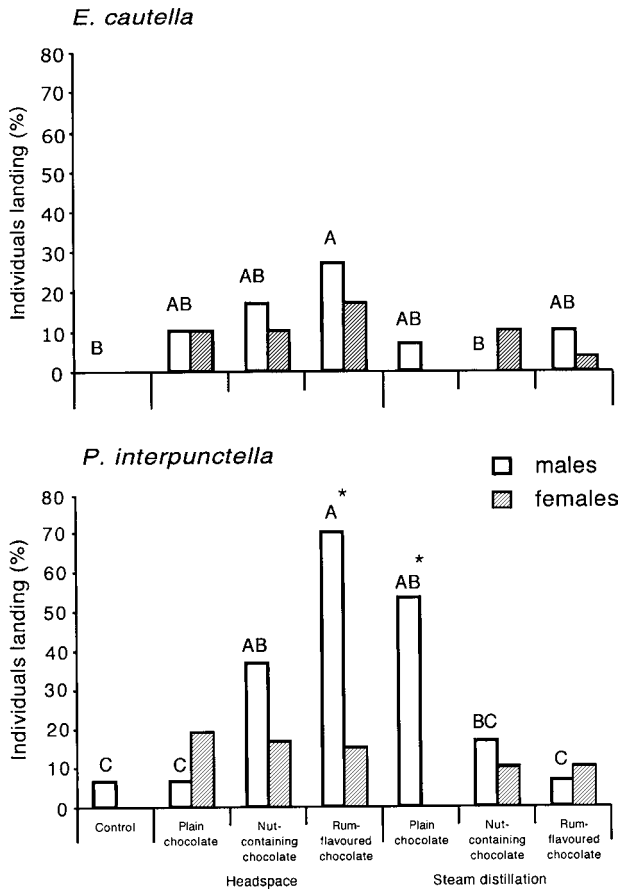 E. cautella
Individuals landing (%)
80
70
60
50
40
30
20
10
0
B
AB
AB
A
AB
B
AB
P. interpunctella
males
females
Individuals landing (%)
80
70
60
50
40
30
20
10
0
C
C
AB
A *
AB *
BC
C
Control
Plain
chocolate
Nut-
containing
chocolate
Rum-
flavoured
chocolate
Plain
chocolate
Nut-
containing
chocolate
Rum-
flavoured
chocolate
Headspace
Steam distillation